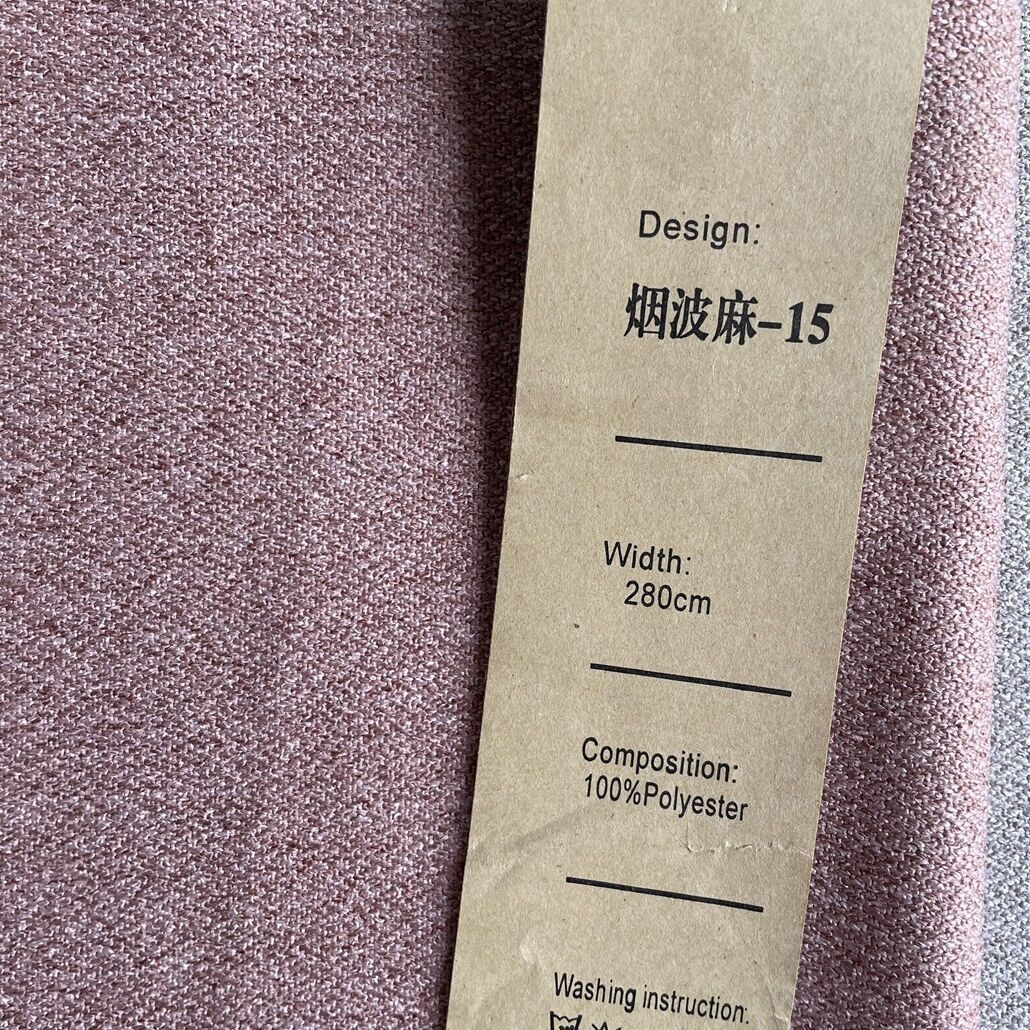 Design:
烟波麻-15
Width:
280cm
Composition:
100%Polyester
Washing instruction: